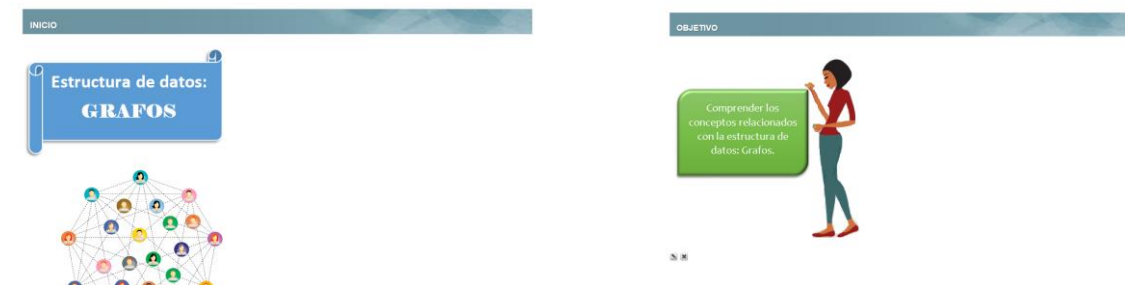 INICIO
Estructura de datos:
GRAFOS
OBJETIVO
Comprender los
conceptos relacionados
con la estructura de
datos: Grafos.